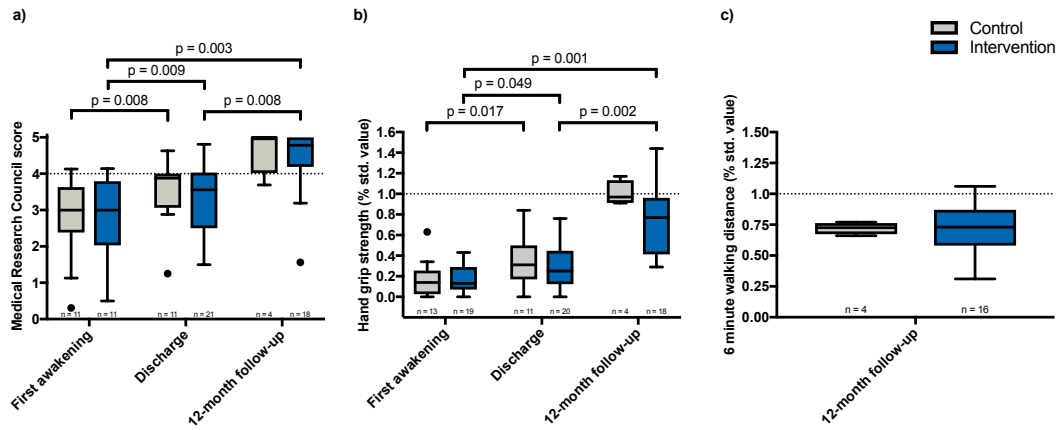 a)
p = 0.003
p = 0.009
p = 0.008
p = 0.008
Medical Research Council score
5
4
3
2
1
0
n = 11
n = 11
n = 11
n = 21
n = 4
n = 18
First awakening
Discharge
12-month follow-up
b)
p = 0.001
p = 0.049
p = 0.017
p = 0.002
Hand grip strength (% std. value)
1.6
1.4
1.2
1.0
0.8
0.6
0.4
0.2
0.0
n = 13
n = 19
n = 11
n = 20
n = 4
n = 18
First awakening
Discharge
12-month follow-up
c)
Control
Intervention
6 minute walking distance (% std. value)
1.50
1.25
1.00
0.75
0.50
0.25
0.00
n = 4
n = 16
12-month follow-up